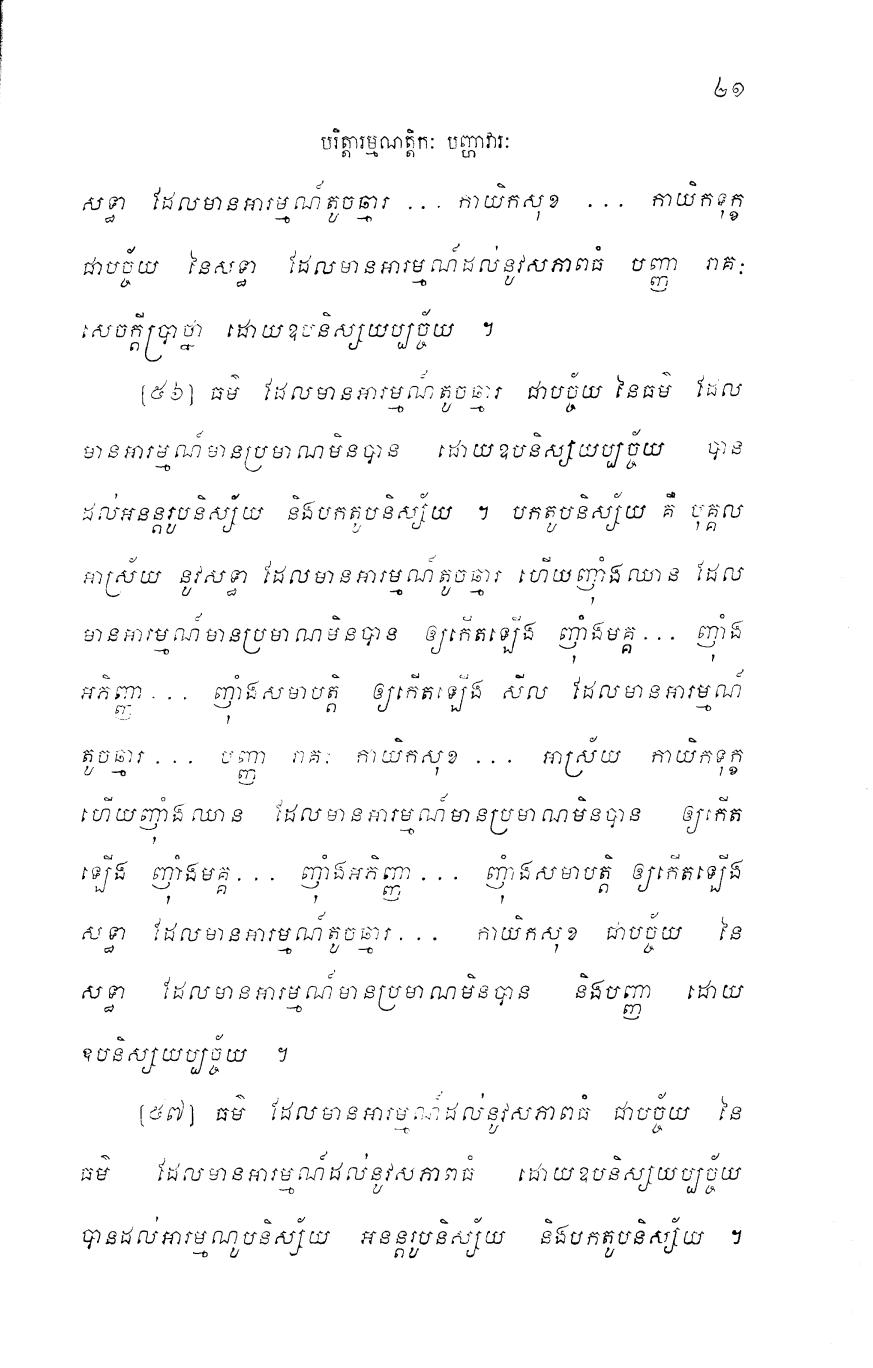 ៤១
បរិត្តារម្មណត្តិកៈ បញ្ហាវារៈ
សទ្ធា ដែលមានអារម្មណ៍តូចឆ្មារ ... កាយិកសុខ ... កាយិកទុក្ខ
ជាបច្ច័យ នៃសទ្ធា ដែលមានអារម្មណ៍ដល់នូវសភាពធំ បញ្ញា រាគៈ
សេចក្តីប្រាថ្នា ដោយឧបនិស្សយប្បច្ច័យ ។
[៥៦] ធម៌ ដែលមានអារម្មណ៍តូចឆ្មារ ជាបច្ច័យ នៃធម៌ ដែល
មានអារម្មណ៍មានប្រមាណមិនបាន ដោយឧបនិស្សយប្បច្ច័យ បាន
ដល់អនន្តរូបនិស្ស័យ និងបកតូបនិស្ស័យ ។ បកតូបនិស្ស័យ គឺ បុគ្គល
អាស្រ័យ នូវសទ្ធា ដែលមានអារម្មណ៍តូចឆ្មារ ហើយញុំាងឈាន ដែល
មានអារម្មណ៍មានប្រមាណមិនបាន ឲ្យកើតឡើង ញុំាងមគ្គ ... ញុំាង
អភិញ្ញា ... ញុំាងសមាបត្តិ ឲ្យកើតឡើង សីល ដែលមានអារម្មណ៍
តូចឆ្មារ ... បញ្ញា រាគៈ កាយិកសុខ ... អាស្រ័យ កាយិកទុក្ខ
ហើយញុំាងឈាន ដែលមានអារម្មណ៍មានប្រមាណមិនបាន ឲ្យកើត
ឡើង ញុំាងមគ្គ ... ញុំាងអភិញ្ញា ... ញុំាងសមាបត្តិ ឲ្យកើតឡើង
សទ្ធា ដែលមានអារម្មណ៍តូចឆ្មារ ... កាយិកសុខ ជាបច្ច័យ នៃ
សទ្ធា ដែលមានអារម្មណ៍មានប្រមាណមិនបាន និងបញ្ញា ដោយ
ឧបនិស្សយប្បច្ច័យ ។
[៥៧] ធម៌ ដែលមានអារម្មណ៍ដល់នូវសភាពធំ ជាបច្ច័យ នៃ
ធម៌ ដែលមានអារម្មណ៍ដល់នូវសភាពធំ ដោយឧបនិស្សយប្បច្ច័យ
បានដល់អារម្មណូបនិស្ស័យ អនន្តរូបនិស្ស័យ និងបកតូបនិស្ស័យ ។